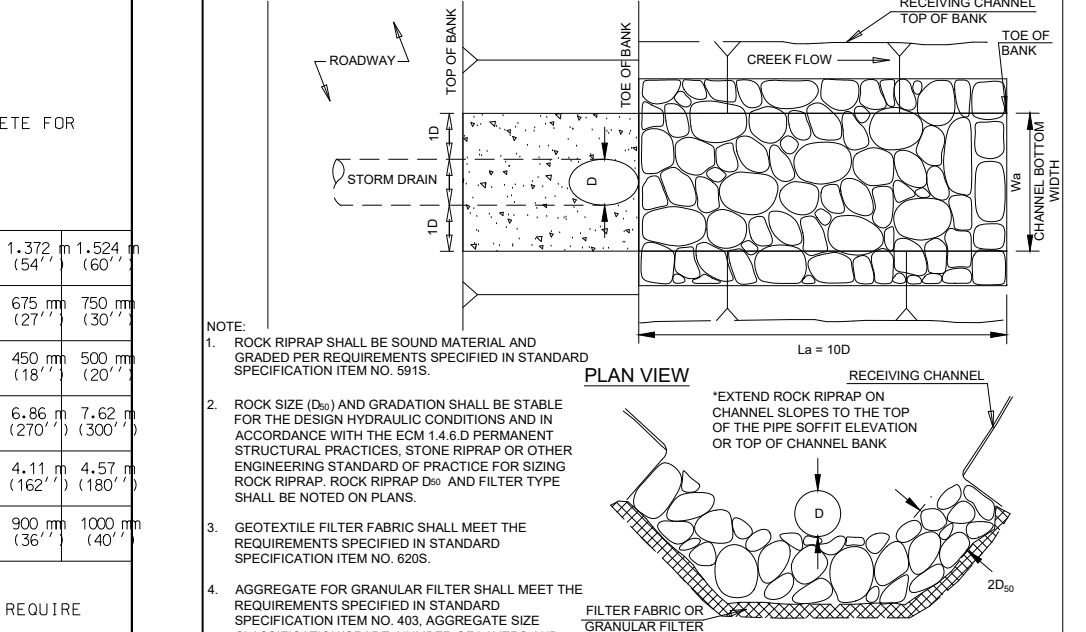 ETE FOR
1.372 m 1.524 m
(54'') (60'')
675 mm 750 mm
(27'') (30'')
450 mm 500 mm
(18'') (20'')
6.86 m 7.62 m
(270'') (300'')
4.11 m 4.57 m
(162'') (180'')
900 mm 1000 mm
(36'') (40'')
REQUIRE
RECEIVING CHANNEL
TOP OF BANK
TOE OF
BANK
ROADWAY
TOP OF BANK
TOE OF BANK
CREEK FLOW
1D
STORM DRAIN
D
1D
Wa
CHANNEL BOTTOM
WIDTH
La = 10D
PLAN VIEW
NOTE:
1. ROCK RIPRAP SHALL BE SOUND MATERIAL AND
GRADED PER REQUIREMENTS SPECIFIED IN STANDARD
SPECIFICATION ITEM NO. 591S.
2. ROCK SIZE (D50) AND GRADATION SHALL BE STABLE
FOR THE DESIGN HYDRAULIC CONDITIONS AND IN
ACCORDANCE WITH THE ECM 1.4.6.D PERMANENT
STRUCTURAL PRACTICES, STONE RIPRAP OR OTHER
ENGINEERING STANDARD OF PRACTICE FOR SIZING
ROCK RIPRAP. ROCK RIPRAP D50 AND FILTER TYPE
SHALL BE NOTED ON PLANS.
3. GEOTEXTILE FILTER FABRIC SHALL MEET THE
REQUIREMENTS SPECIFIED IN STANDARD
SPECIFICATION ITEM NO. 620S.
4. AGGREGATE FOR GRANULAR FILTER SHALL MEET THE
REQUIREMENTS SPECIFIED IN STANDARD
SPECIFICATION ITEM NO. 403, AGGREGATE SIZE
RECEIVING CHANNEL
*EXTEND ROCK RIPRAP ON
CHANNEL SLOPES TO THE TOP
OF THE PIPE SOFFIT ELEVATION
OR TOP OF CHANNEL BANK
D
2D50
FILTER FABRIC OR
GRANULAR FILTER